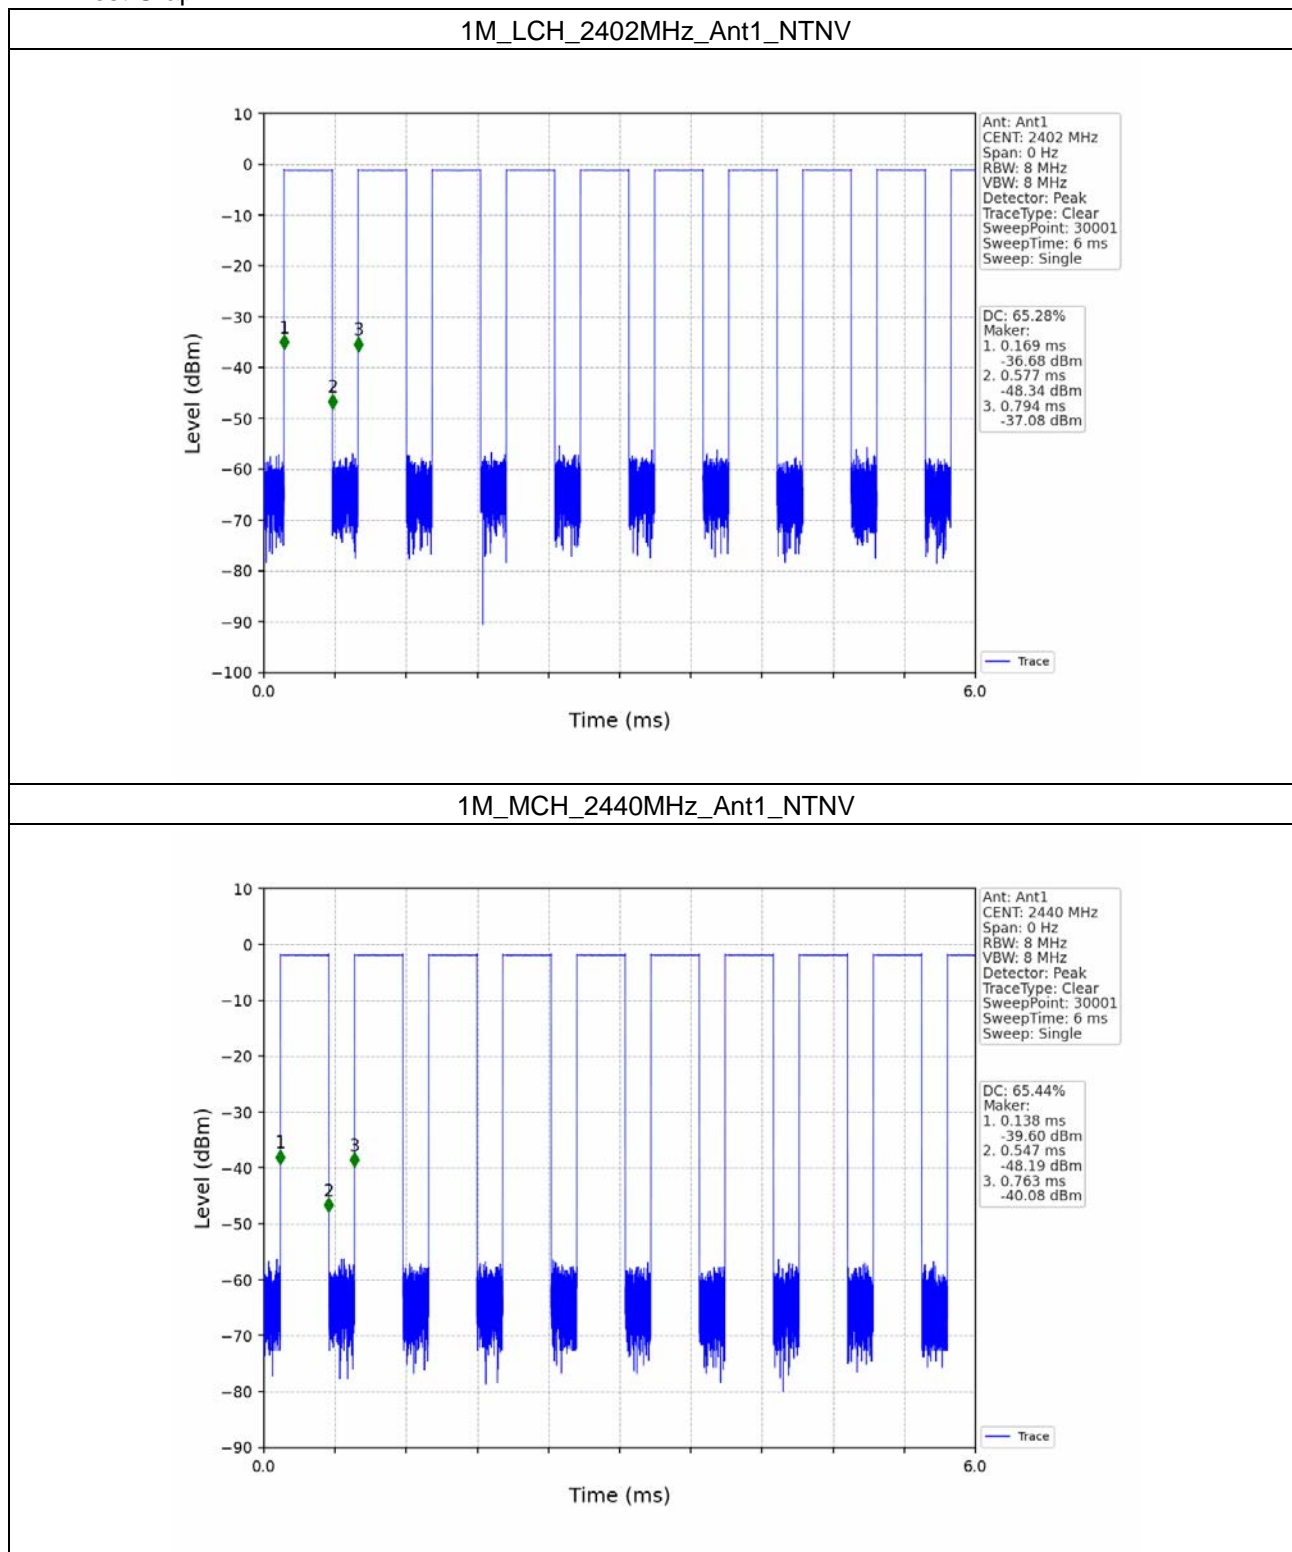 1M_LCH_2402MHz_Ant1_NTNV
10
0
−10
−20
−30
−40
−50
−60
−70
−80
−90
−100
Level (dBm)
1
2
3
0.0
6.0
Time (ms)
Ant: Ant1
CENT: 2402 MHz
Span: 0 Hz
RBW: 8 MHz
VBW: 8 MHz
Detector: Peak
TraceType: Clear
SweepPoint: 30001
SweepTime: 6 ms
Sweep: Single
DC: 65.28%
Maker:
1. 0.169 ms
-36.68 dBm
2. 0.577 ms
-48.34 dBm
3. 0.794 ms
-37.08 dBm
Trace
1M_MCH_2440MHz_Ant1_NTNV
10
0
−10
−20
−30
−40
−50
−60
−70
−80
−90
Level (dBm)
1
2
3
0.0
6.0
Time (ms)
Ant: Ant1
CENT: 2440 MHz
Span: 0 Hz
RBW: 8 MHz
VBW: 8 MHz
Detector: Peak
TraceType: Clear
SweepPoint: 30001
SweepTime: 6 ms
Sweep: Single
DC: 65.44%
Maker:
1. 0.138 ms
-39.60 dBm
2. 0.547 ms
-48.19 dBm
3. 0.763 ms
-40.08 dBm
Trace